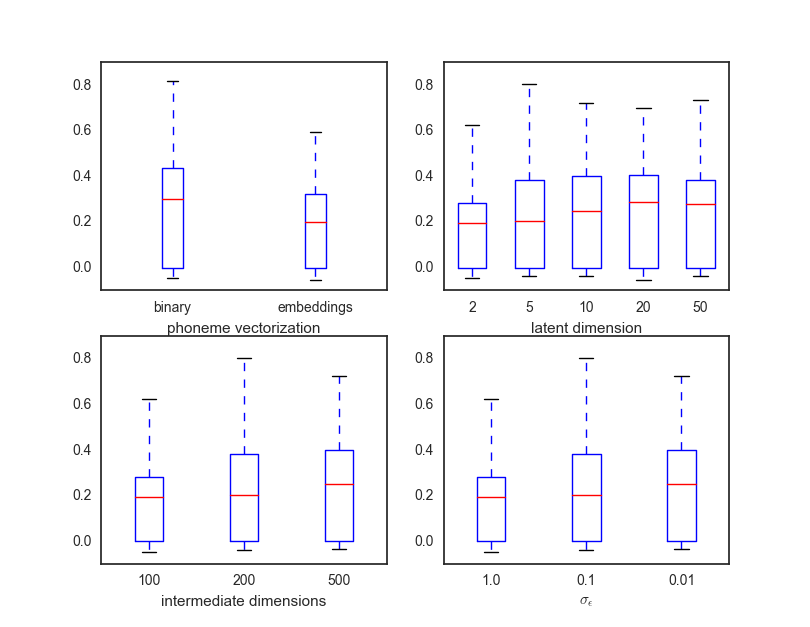 0.8
0.6
0.4
0.2
0.0
binary embeddings
phoneme vectorization
0.8
0.6
0.4
0.2
0.0
2 5 10 20 50
latent dimension
0.8
0.6
0.4
0.2
0.0
100 200 500
intermediate dimensions
0.8
0.6
0.4
0.2
0.0
1.0 0.1 0.01
σϵ